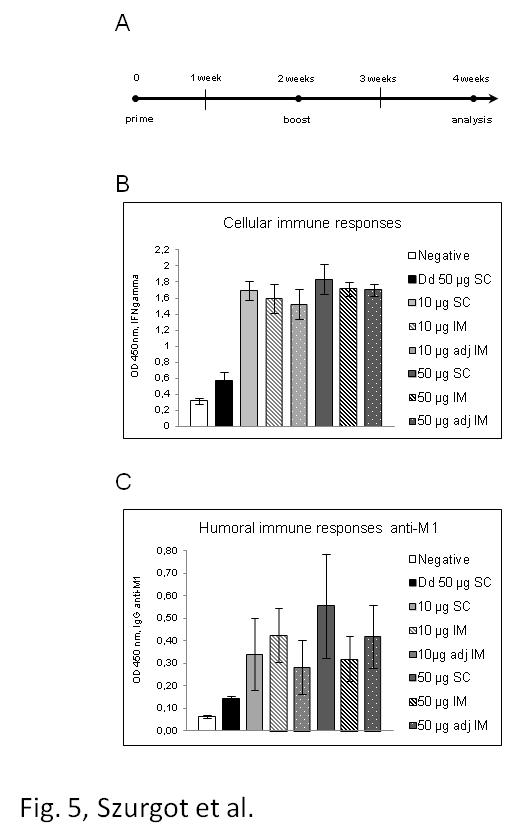 A
0 1 week 2 weeks 3 weeks 4 weeks
prime boost analysis
B
Cellular immune responses
OD 450nm, IFNgamma
2,2
2
1,8
1,6
1,4
1,2
1
0,8
0,6
0,4
0,2
0
Negative
Dd 50 µg SC
10 µg SC
10 µg IM
10 µg adj IM
50 µg SC
50 µg IM
50 µg adj IM
C
Humoral immune responses anti-M1
OD 450 nm, IgG anti-M1
0,80
0,70
0,60
0,50
0,40
0,30
0,20
0,10
0,00
Negative
Dd 50 µg SC
10 µg SC
10 µg IM
10µg adj IM
50 µg SC
50 µg IM
50 µg adj IM
Fig. 5, Szurgot et al.